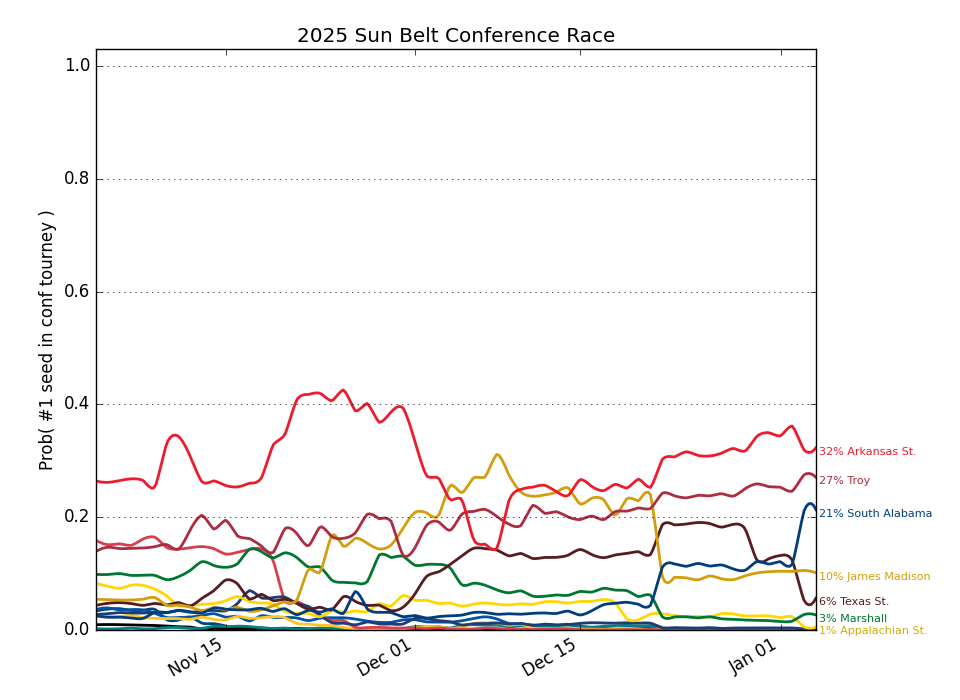 2025 Sun Belt Conference Race
Prob( #1 seed in conf tourney )
1.0
0.8
0.6
0.4
0.2
0.0
Nov 15
Dec 01
Dec 15
Jan 01
32% Arkansas St.
27% Troy
21% South Alabama
10% James Madison
6% Texas St.
3% Marshall
1% Appalachian St.